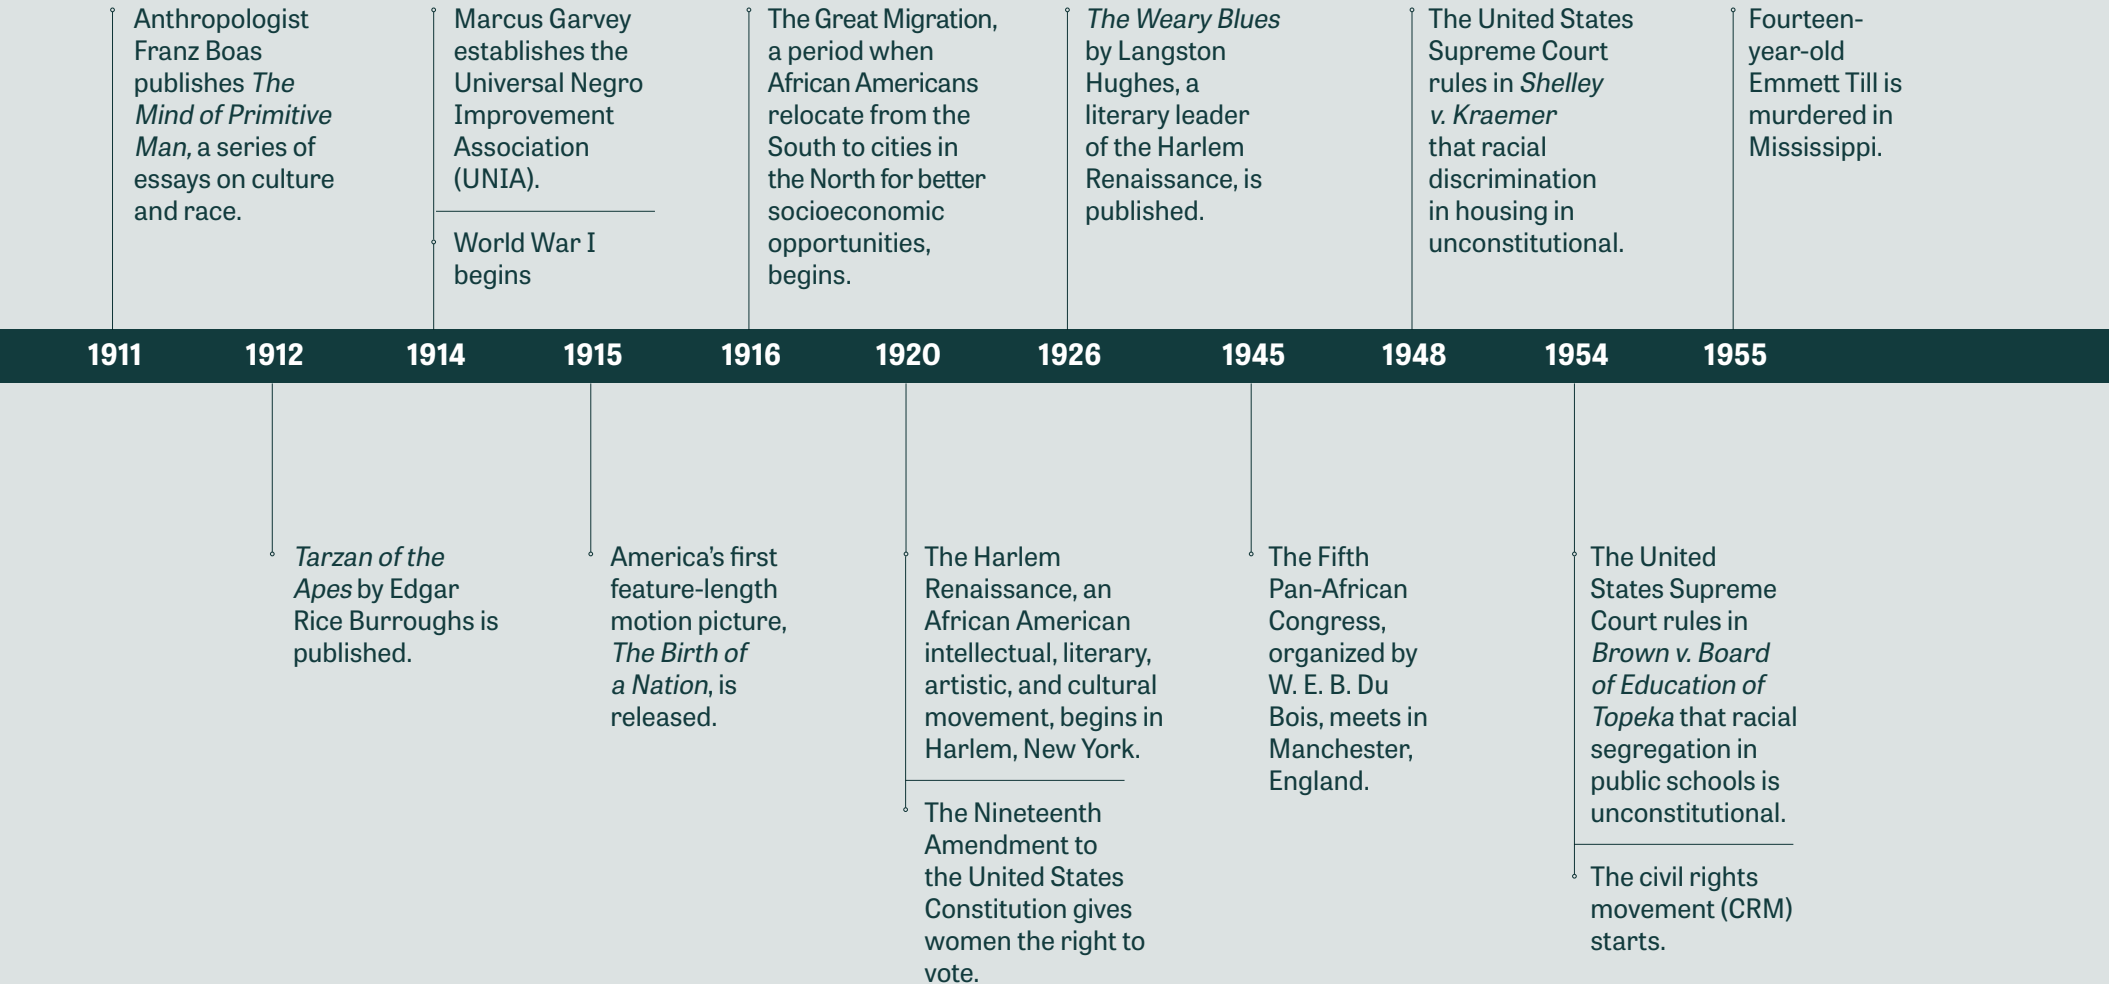 Anthropologist
Franz Boas
publishes The
Mind of Primitive
Man, a series of
essays on culture
and race.
Marcus Garvey
establishes the
Universal Negro
Improvement
Association
(UNIA).
World War I
begins
The Great Migration,
a period when
African Americans
relocate from the
South to cities in
the North for better
socioeconomic
opportunities,
begins.
The Weary Blues
by Langston
Hughes, a
literary leader
of the Harlem
Renaissance, is
published.
The United States
Supreme Court
rules in Shelley
v. Kraemer
that racial
discrimination
in housing in
unconstitutional.
Fourteen-
year-old
Emmett Till is
murdered in
Mississippi.
1911 1912 1914 1915 1916 1920 1926 1945 1948 1954 1955
Tarzan of the
Apes by Edgar
Rice Burroughs is
published.
America’s first
feature-length
motion picture,
The Birth of
a Nation, is
released.
The Harlem
Renaissance, an
African American
intellectual, literary,
artistic, and cultural
movement, begins in
Harlem, New York.
The Nineteenth
Amendment to
the United States
Constitution gives
women the right to
vote.
The Fifth
Pan-African
Congress,
organized by
W. E. B. Du
Bois, meets in
Manchester,
England.
The United
States Supreme
Court rules in
Brown v. Board
of Education of
Topeka that racial
segregation in
public schools is
unconstitutional.
The civil rights
movement (CRM)
starts.